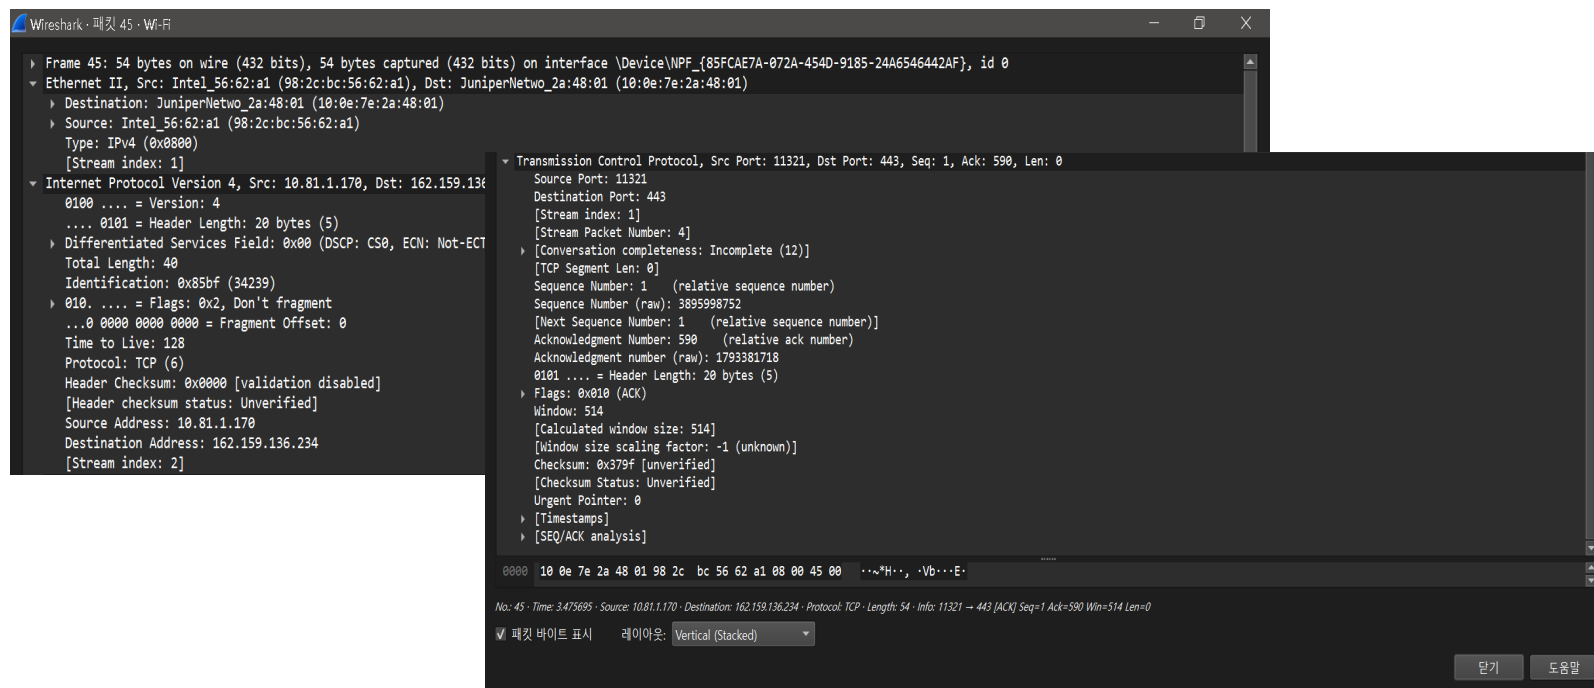 Wireshark · 패킷 45 · Wi-Fi
Frame 45: 54 bytes on wire (432 bits), 54 bytes captured (432 bits) on interface \Device\NPF_{85FCAE7A-072A-454D-9185-24A6546442AF}, id 0
Ethernet II, Src: Intel_56:62:a1 (98:2c:bc:56:62:a1), Dst: JuniperNetwo_2a:48:01 (10:0e:7e:2a:48:01)
Destination: JuniperNetwo_2a:48:01 (10:0e:7e:2a:48:01)
Source: Intel_56:62:a1 (98:2c:bc:56:62:a1)
Type: IPv4 (0x0800)
[Stream index: 1]
Internet Protocol Version 4, Src: 10.81.1.170, Dst: 162.159.136
0100 .... = Version: 4
.... 0101 = Header Length: 20 bytes (5)
Differentiated Services Field: 0x00 (DSCP: CS0, ECN: Not-ECT
Total Length: 40
Identification: 0x85bf (34239)
010. .... = Flags: 0x2, Don't fragment
...0 0000 0000 0000 = Fragment Offset: 0
Time to Live: 128
Protocol: TCP (6)
Header Checksum: 0x0000 [validation disabled]
[Header checksum status: Unverified]
Source Address: 10.81.1.170
Destination Address: 162.159.136.234
[Stream index: 2]
Transmission Control Protocol, Src Port: 11321, Dst Port: 443, Seq: 1, Ack: 590, Len: 0
Source Port: 11321
Destination Port: 443
[Stream index: 1]
[Stream Packet Number: 4]
[Conversation completeness: Incomplete (12)]
[TCP Segment Len: 0]
Sequence Number: 1    (relative sequence number)
Sequence Number (raw): 3895998752
[Next Sequence Number: 1    (relative sequence number)]
Acknowledgment Number: 590    (relative ack number)
Acknowledgment number (raw): 1793381718
0101 .... = Header Length: 20 bytes (5)
Flags: 0x010 (ACK)
Window: 514
[Calculated window size: 514]
[Window size scaling factor: -1 (unknown)]
Checksum: 0x379f [unverified]
[Checksum Status: Unverified]
Urgent Pointer: 0
[Timestamps]
[SEQ/ACK analysis]
0000  10 0e 7e 2a 48 01 98 2c  bc 56 62 a1 08 00 45 00   ··~*H··, ·Vb···E·
No.: 45 · Time: 3.475695 · Source: 10.81.1.170 · Destination: 162.159.136.234 · Protocol: TCP · Length: 54 · Info: 11321 → 443 [ACK] Seq=1 Ack=590 Win=514 Len=0
패킷 바이트 표시 레이아웃: Vertical (Stacked)
닫기 도움말